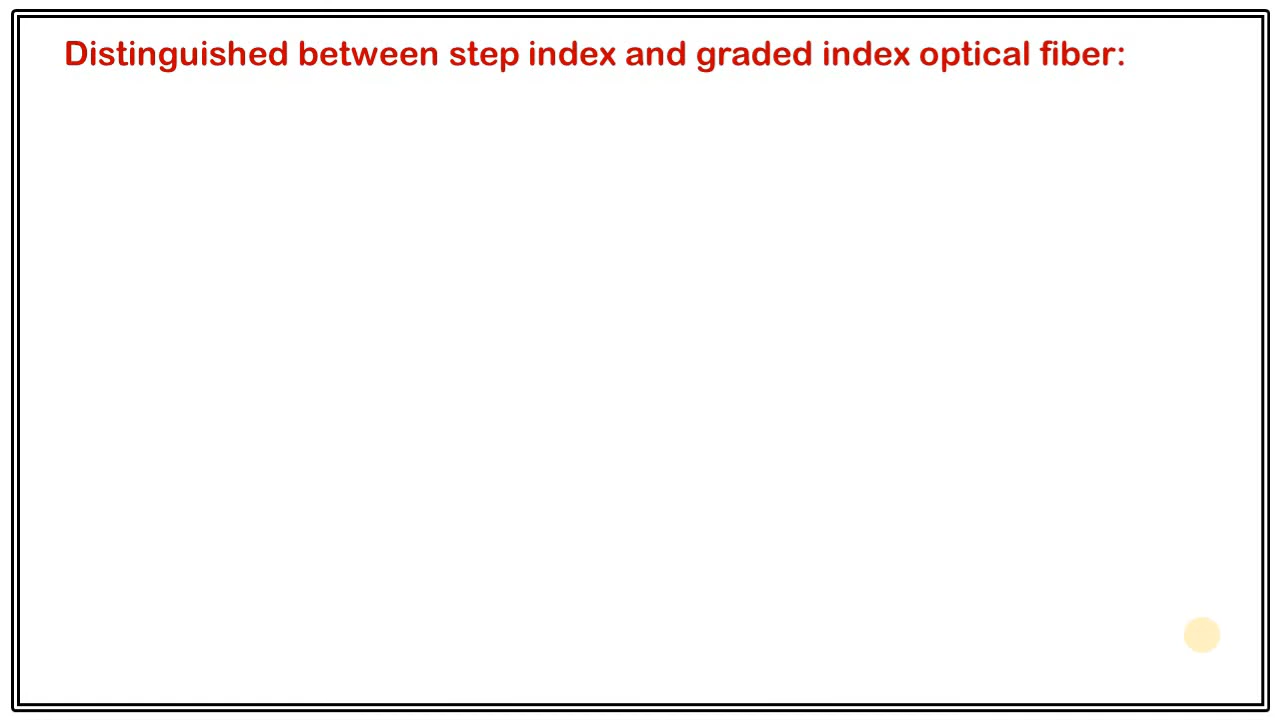 Distinguished between step index and graded index optical fiber: